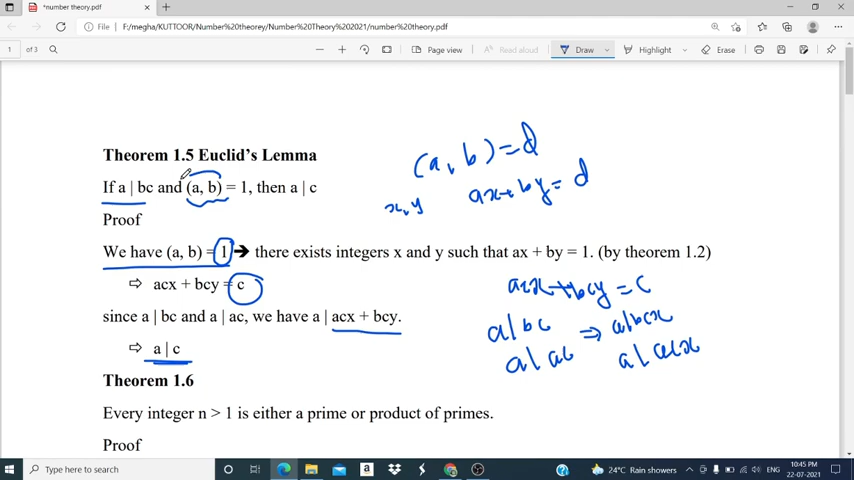 *number theory.pdf
File
F:/megha/KUTTOOR/Number%20theorey/Number%20Theory%202021/number%20theory.pdf
1 of 3
Page view
Read aloud
Draw
Highlight
Erase
Theorem 1.5 Euclid's Lemma
(a, b) = d
If a | bc and (a, b) = 1, then a | c
x, y ax+by = d
Proof
We have (a, b) = 1 ➔ there exists integers x and y such that ax + by = 1. (by theorem 1.2)
⇨ acx + bcy = c
acx+bcy = c
since a | bc and a | ac, we have a | acx + bcy.
a|bc ⇒ a|bcx
⇨ a | c
a|ac a|acx
Theorem 1.6
Every integer n > 1 is either a prime or product of primes.
Proof
Type here to search
24°C Rain showers
ENG
10:45 PM
22-07-2021